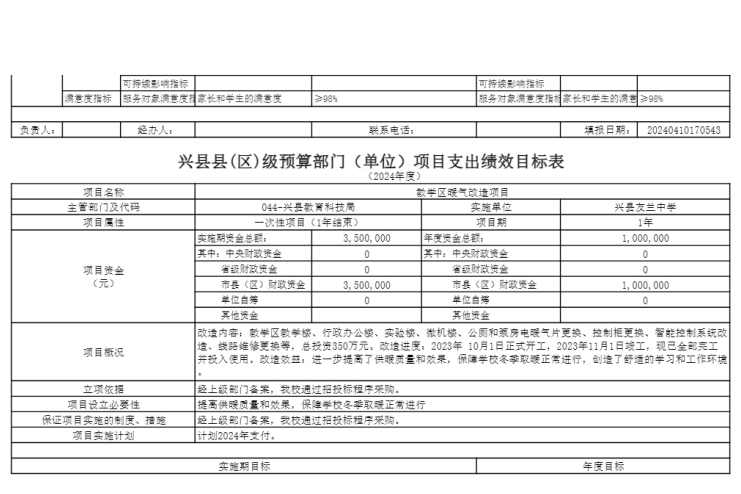 可持续影响指标 可持续影响指标
满意度指标 服务对象满意度指 家长和学生的满意度 ≥98% 服务对象满意度指标 家长和学生的满意 ≥98%
负责人： 经办人： 联系电话： 填报日期： 20240410170543
兴县县(区)级预算部门（单位）项目支出绩效目标表
（2024年度）
项目名称 教学区暖气改造项目
主管部门及代码 044-兴县教育科技局 实施单位 兴县友兰中学
项目属性 一次性项目（1年结束） 项目期 1年
实施期资金总额： 3,500,000 年度资金总额： 1,000,000
其中：中央财政资金 0 其中：中央财政资金 0
省级财政资金 0 省级财政资金 0
项目资金
（元）
市县（区）财政资金 3,500,000 市县（区）财政资金 1,000,000
单位自筹 0 单位自筹 0
其他资金 其他资金
项目概况
改造内容：教学区教学楼、行政办公楼、实验楼、微机楼、公厕和泵房电暖气片更换、控制柜更换、智能控制系统改
造、线路维修更换等，总投资350万元。改造进度：2023年 10月1日正式开工，2023年11月1日竣工，现已全部完工
并投入使用。改造效益：进一步提高了供暖质量和效果，保障学校冬季取暖正常进行，创造了舒适的学习和工作环境
。
立项依据 经上级部门备案，我校通过招投标程序采购。
项目设立必要性 提高供暖质量和效果，保障学校冬季取暖正常进行
保证项目实施的制度、措施 经上级部门备案，我校通过招投标程序采购。
项目实施计划 计划2024年支付。
实施期目标 年度目标